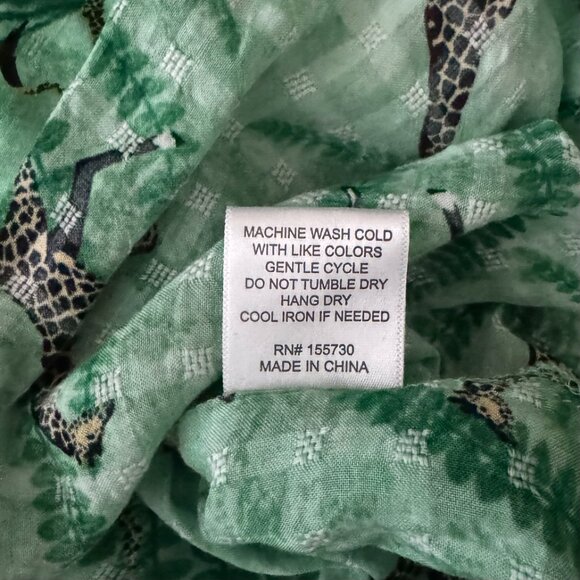 MACHINE WASH COLD
WITH LIKE COLORS
GENTLE CYCLE
DO NOT TUMBLE DRY
HANG DRY
COOL IRON IF NEEDED
RN# 155730
MADE IN CHINA